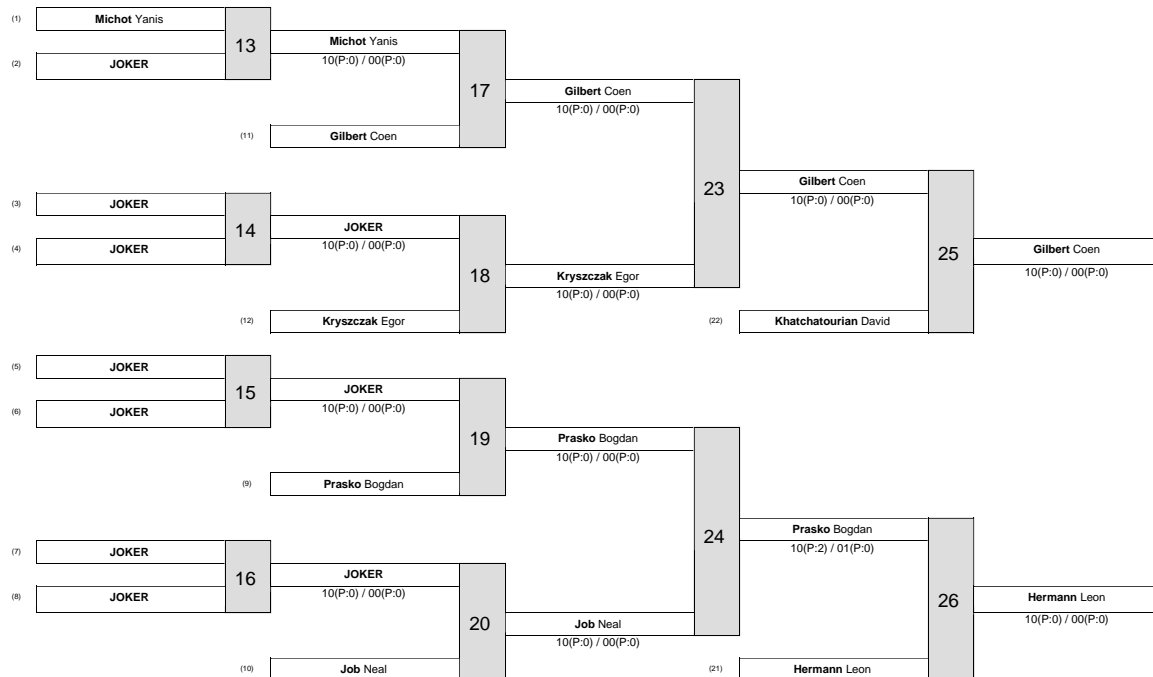 (1) Michot Yanis
13
Michot Yanis
10(P:0) / 00(P:0)
(2) JOKER
17
Gilbert Coen
10(P:0) / 00(P:0)
(11) Gilbert Coen
23
Gilbert Coen
10(P:0) / 00(P:0)
(3) JOKER
14
JOKER
10(P:0) / 00(P:0)
(4) JOKER
18
Kryszczak Egor
10(P:0) / 00(P:0)
(12) Kryszczak Egor
25
Gilbert Coen
10(P:0) / 00(P:0)
(22) Khatchatourian David
(5) JOKER
15
JOKER
10(P:0) / 00(P:0)
(6) JOKER
19
Prasko Bogdan
10(P:0) / 00(P:0)
(9) Prasko Bogdan
24
Prasko Bogdan
10(P:2) / 01(P:0)
(7) JOKER
16
JOKER
10(P:0) / 00(P:0)
(8) JOKER
20
Job Neal
10(P:0) / 00(P:0)
(10) Job Neal
26
Hermann Leon
10(P:0) / 00(P:0)
(21) Hermann Leon